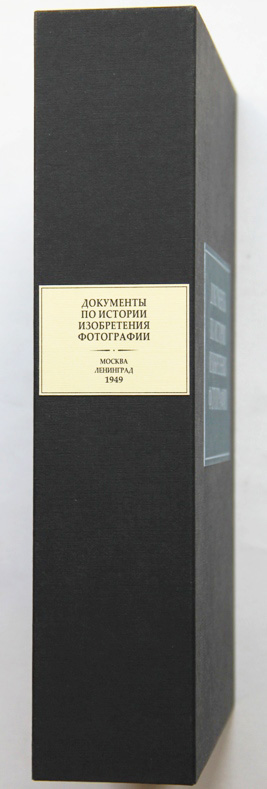 ДОКУМЕНТЫ
ПО ИСТОРИИ
ИЗОБРЕТЕНИЯ
ФОТОГРАФИИ
МОСКВА
ЛЕНИНГРАД
1949